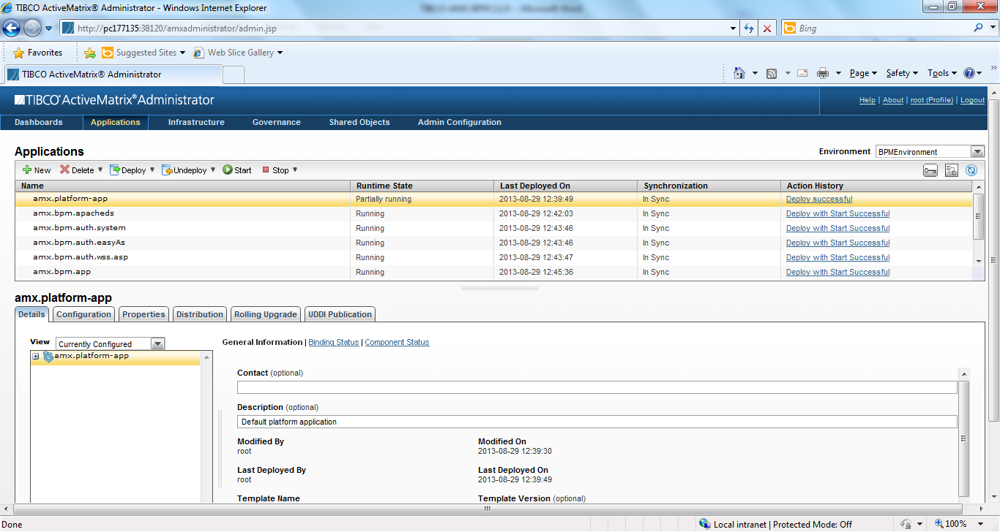 TIBCO ActiveMatrix® Administrator - Windows Internet Explorer
http://pc177135:38120/amxadministrator/admin.jsp
Bing
Favorites
Suggested Sites
Web Slice Gallery
TIBCO ActiveMatrix® Administrator
Page
Safety
Tools
TIBCO® ActiveMatrix® Administrator
Help | About | root (Profile) | Logout
Dashboards Applications Infrastructure Governance Shared Objects Admin Configuration
Applications
Environment BPMEnvironment
New Delete Deploy Undeploy Start Stop
Name Runtime State Last Deployed On Synchronization Action History
amx.platform-app Partially running 2013-08-29 12:39:49 In Sync Deploy successful
amx.bpm.apacheds Running 2013-08-29 12:42:03 In Sync Deploy with Start Successful
amx.bpm.auth.system Running 2013-08-29 12:43:46 In Sync Deploy with Start Successful
amx.bpm.auth.easyAs Running 2013-08-29 12:43:46 In Sync Deploy with Start Successful
amx.bpm.auth.wss.asp Running 2013-08-29 12:43:47 In Sync Deploy with Start Successful
amx.bpm.app Running 2013-08-29 12:45:36 In Sync Deploy with Start Successful
amx.platform-app
Details Configuration Properties Distribution Rolling Upgrade UDDI Publication
View Currently Configured
General Information | Binding Status | Component Status
amx.platform-app
Contact (optional)
Description (optional)
Default platform application
Modified By Modified On
root 2013-08-29 12:39:30
Last Deployed By Last Deployed On
root 2013-08-29 12:39:49
Template Name Template Version (optional)
Done
Local intranet | Protected Mode: Off
100%